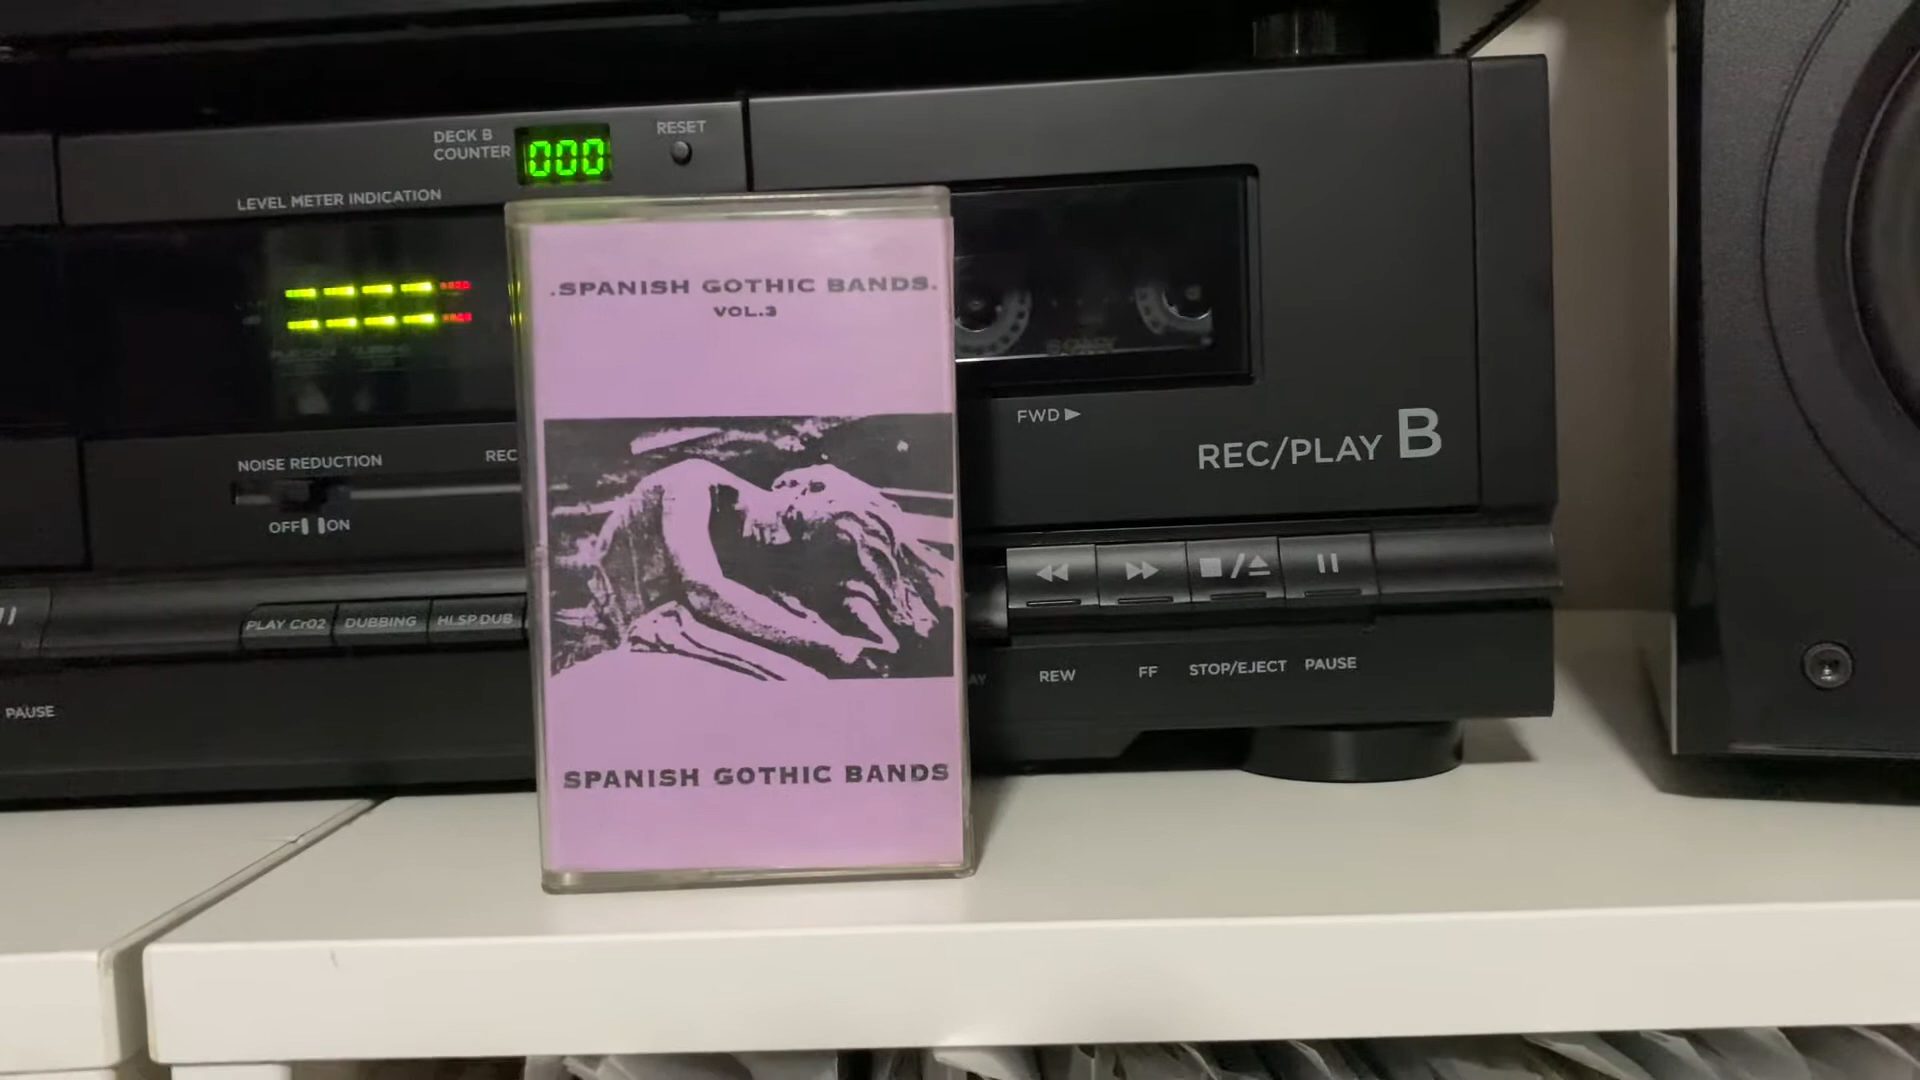 DECK B
COUNTER
000
RESET
LEVEL METER INDICATION
.SPANISH GOTHIC BANDS.
VOL.3
FWD
REC/PLAY B
NOISE REDUCTION
REC
OFF ON
PLAY CrO2
DUBBING
HI SP DUB
REW
FF
STOP/EJECT
PAUSE
PAUSE
SPANISH GOTHIC BANDS